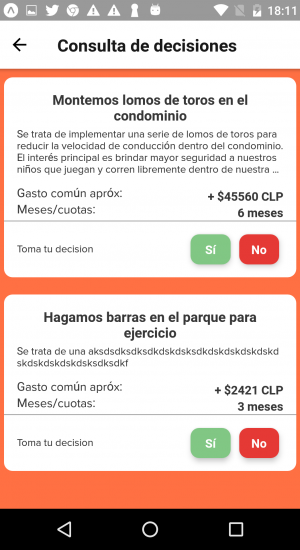 18:11
Consulta de decisiones
Montemos lomos de toros en el
condominio
Se trata de implementar una serie de lomos de toros para
reducir la velocidad de conducción dentro del condominio.
El interés principal es brindar mayor seguridad a nuestros
niños que juegan y corren libremente dentro de nuestra ...
Gasto común apróx: + $45560 CLP
Meses/cuotas: 6 meses
Toma tu decision Sí No
Hagamos barras en el parque para
ejercicio
Se trata de una aksdsdksdksdkdskdsksdkdskdskdskdskd
skdskdskdskdsksdksdkf
Gasto común apróx: + $2421 CLP
Meses/cuotas: 3 meses
Toma tu decision Sí No